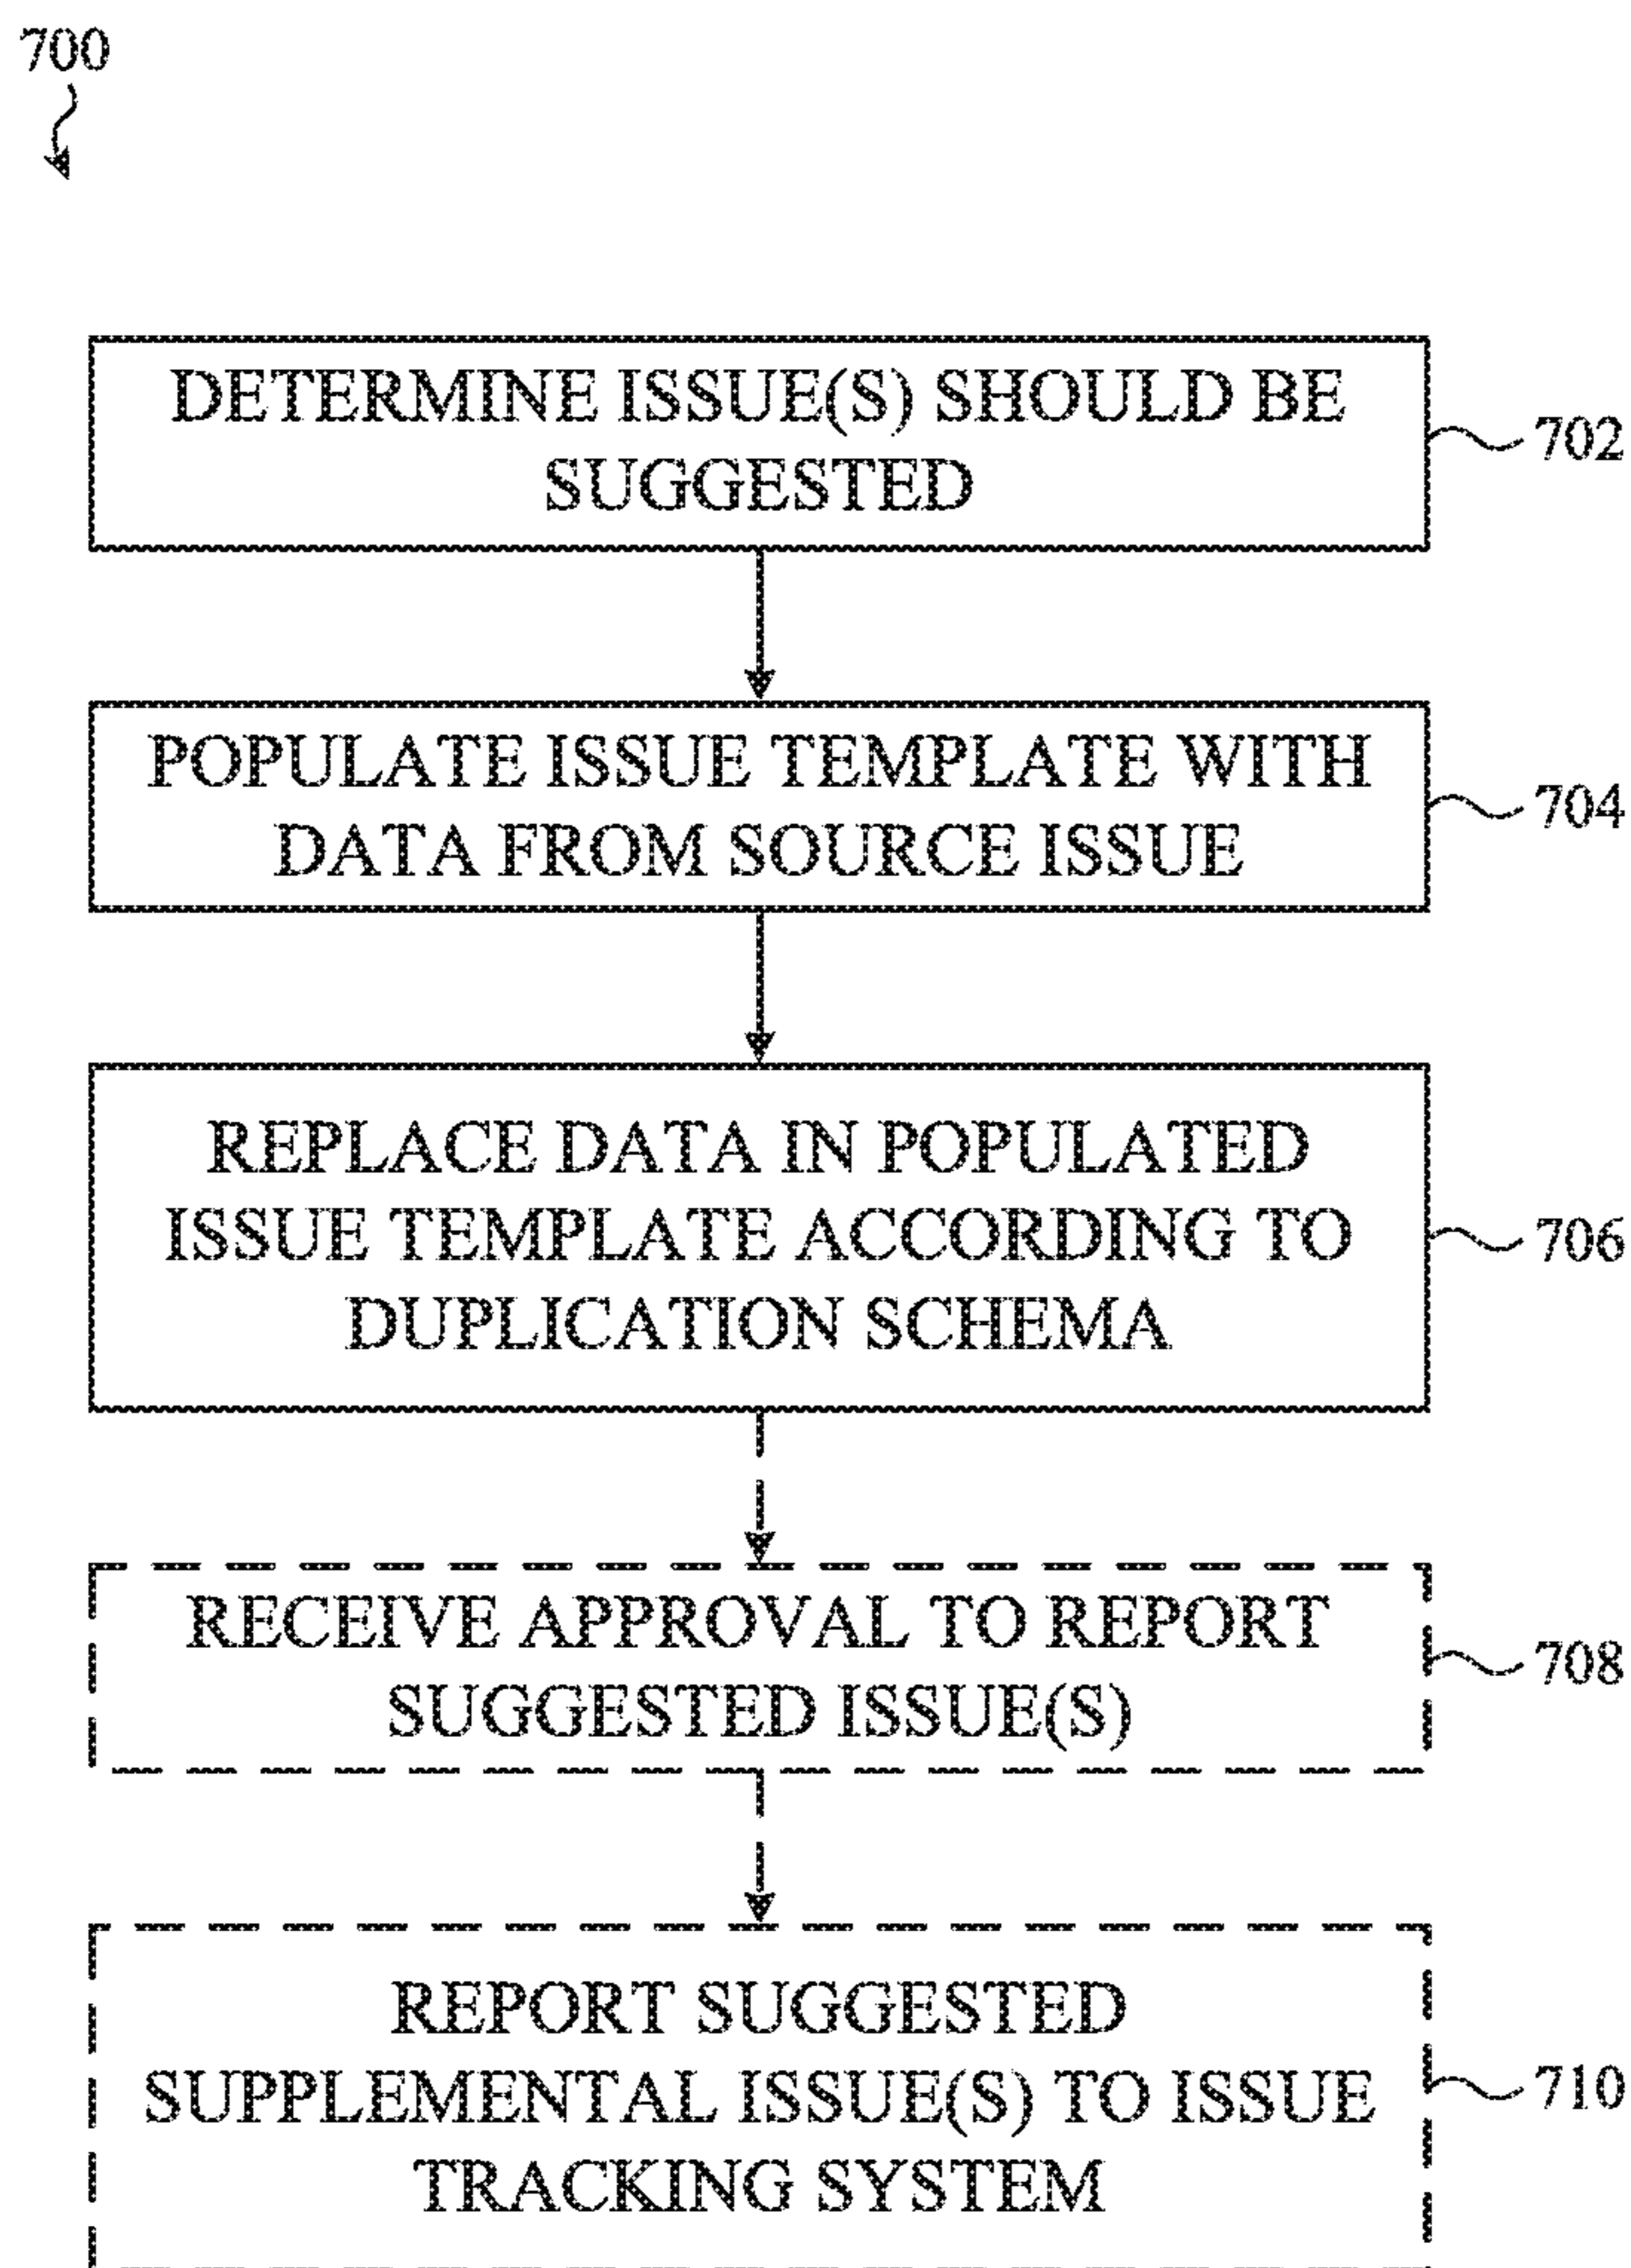 700
DETERMINE ISSUE(S) SHOULD BE
SUGGESTED
702
POPULATE ISSUE TEMPLATE WITH
DATA FROM SOURCE ISSUE
704
REPLACE DATA IN POPULATED
ISSUE TEMPLATE ACCORDING TO
DUPLICATION SCHEMA
706
RECEIVE APPROVAL TO REPORT
SUGGESTED ISSUE(S)
708
REPORT SUGGESTED
SUPPLEMENTAL ISSUE(S) TO ISSUE
TRACKING SYSTEM
710